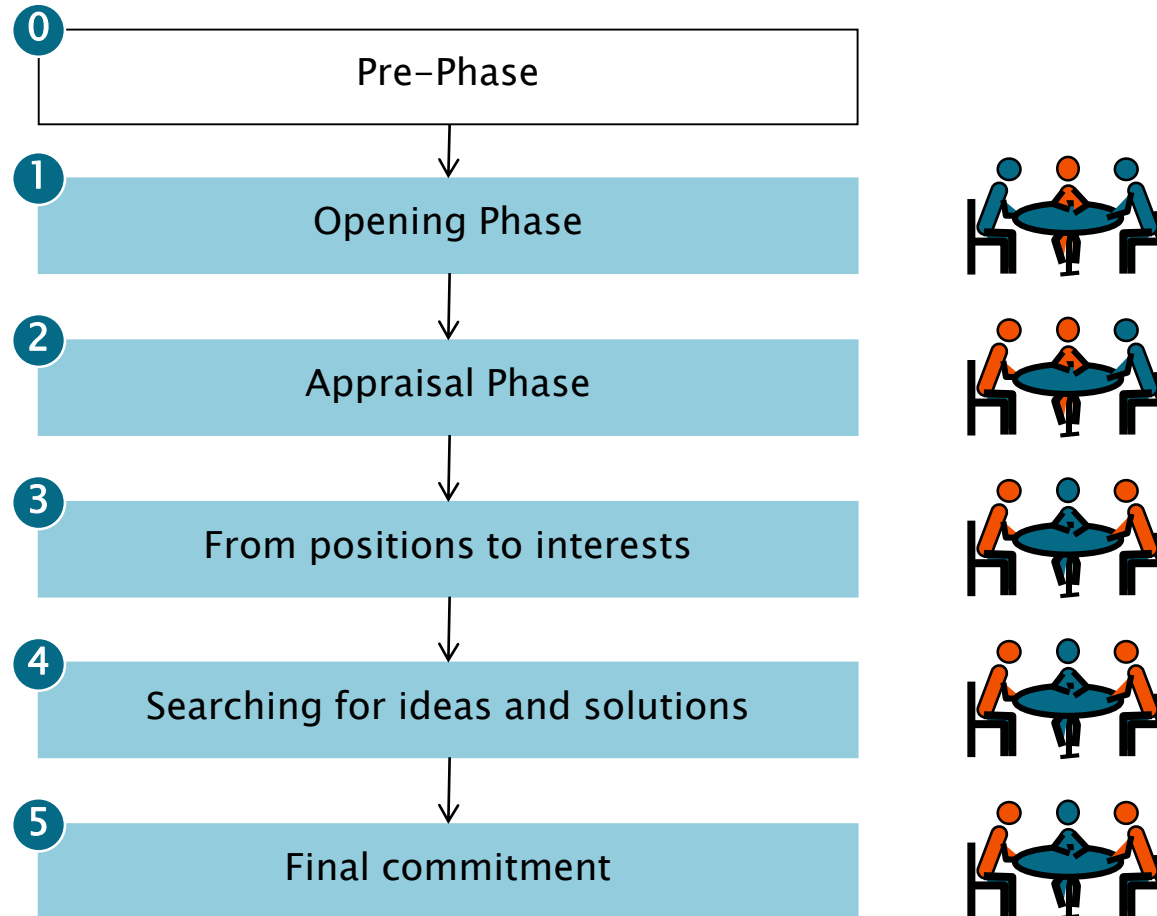 0
Pre-Phase
1
Opening Phase
2
Appraisal Phase
3
From positions to interests
4
Searching for ideas and solutions
5
Final commitment